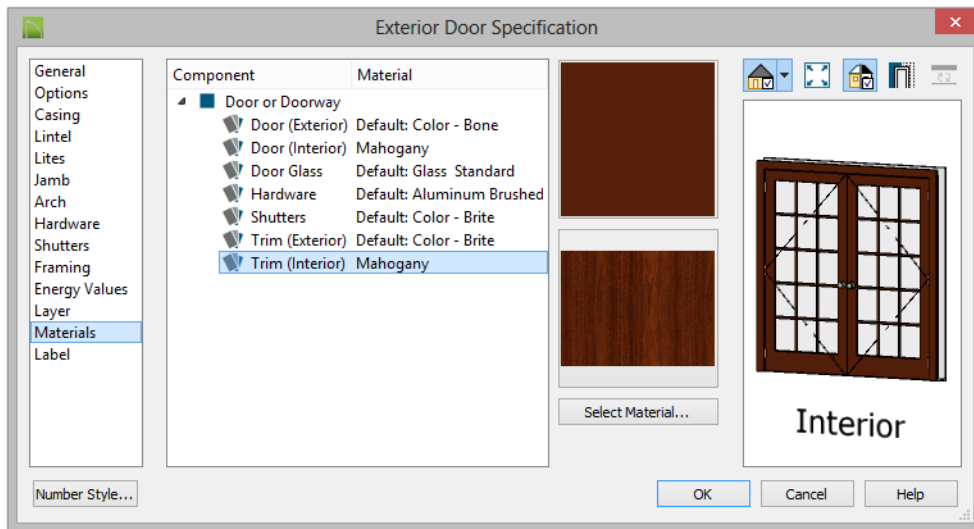 Exterior Door Specification
General
Options
Casing
Lintel
Lites
Jamb
Arch
Hardware
Shutters
Framing
Energy Values
Layer
Materials
Label
Component Material
Door or Doorway
Door (Exterior) Default: Color - Bone
Door (Interior) Mahogany
Door Glass Default: Glass Standard
Hardware Default: Aluminum Brushed
Shutters Default: Color - Brite
Trim (Exterior) Default: Color - Brite
Trim (Interior) Mahogany
Select Material...
Interior
Number Style...
OK Cancel Help